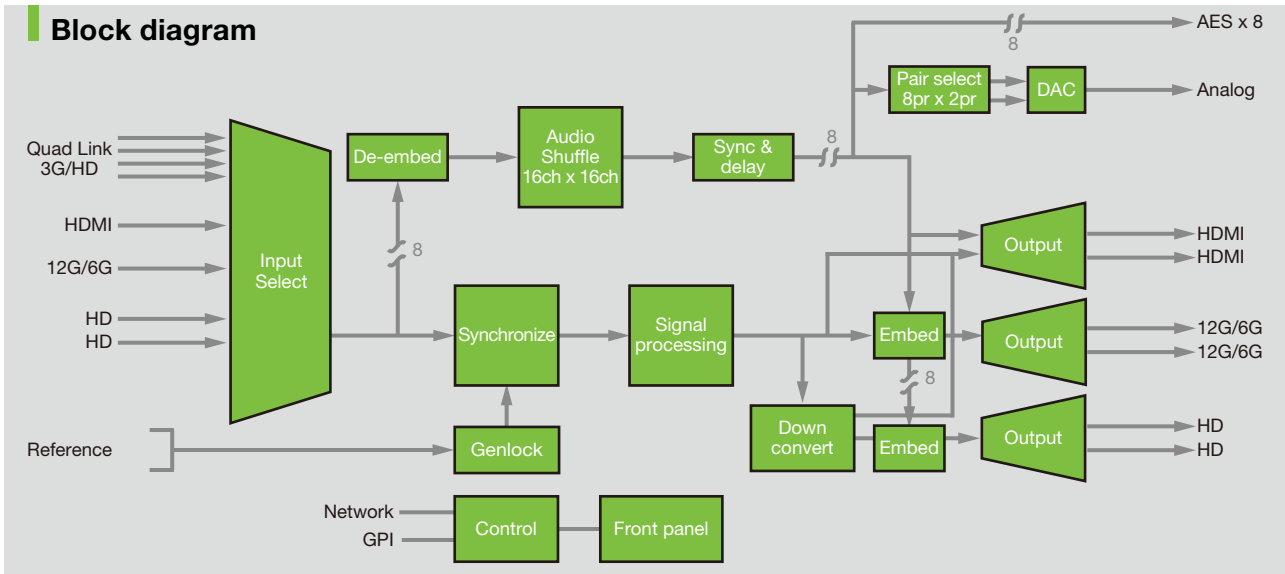 Block diagram
AES x 8
8
Pair select
8pr x 2pr
DAC
Analog
Quad Link
3G/HD
De-embed
Audio
Shuffle
16ch x 16ch
Sync &
delay
8
HDMI
12G/6G
HD
HD
Input
Select
8
Synchronize
Signal
processing
Output
HDMI
HDMI
Embed
Output
12G/6G
12G/6G
8
Down
convert
Embed
Output
HD
HD
Reference
Genlock
Network
GPI
Control
Front panel